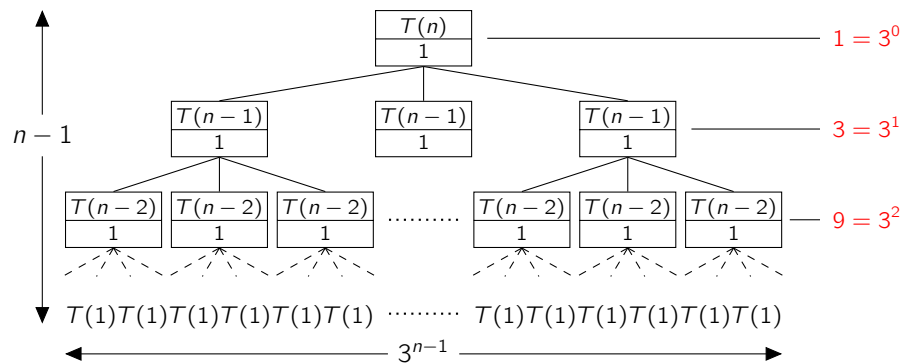 T(n)
1
1 = 3^0
T(n − 1) T(n − 1) T(n − 1)
1 1 1
3 = 3^1
n − 1
T(n − 2) T(n − 2) T(n − 2) .......... T(n − 2) T(n − 2) T(n − 2)
1 1 1 1 1 1
9 = 3^2
T(1)T(1)T(1)T(1)T(1)T(1) .......... T(1)T(1)T(1)T(1)T(1)T(1)
3^{n−1}